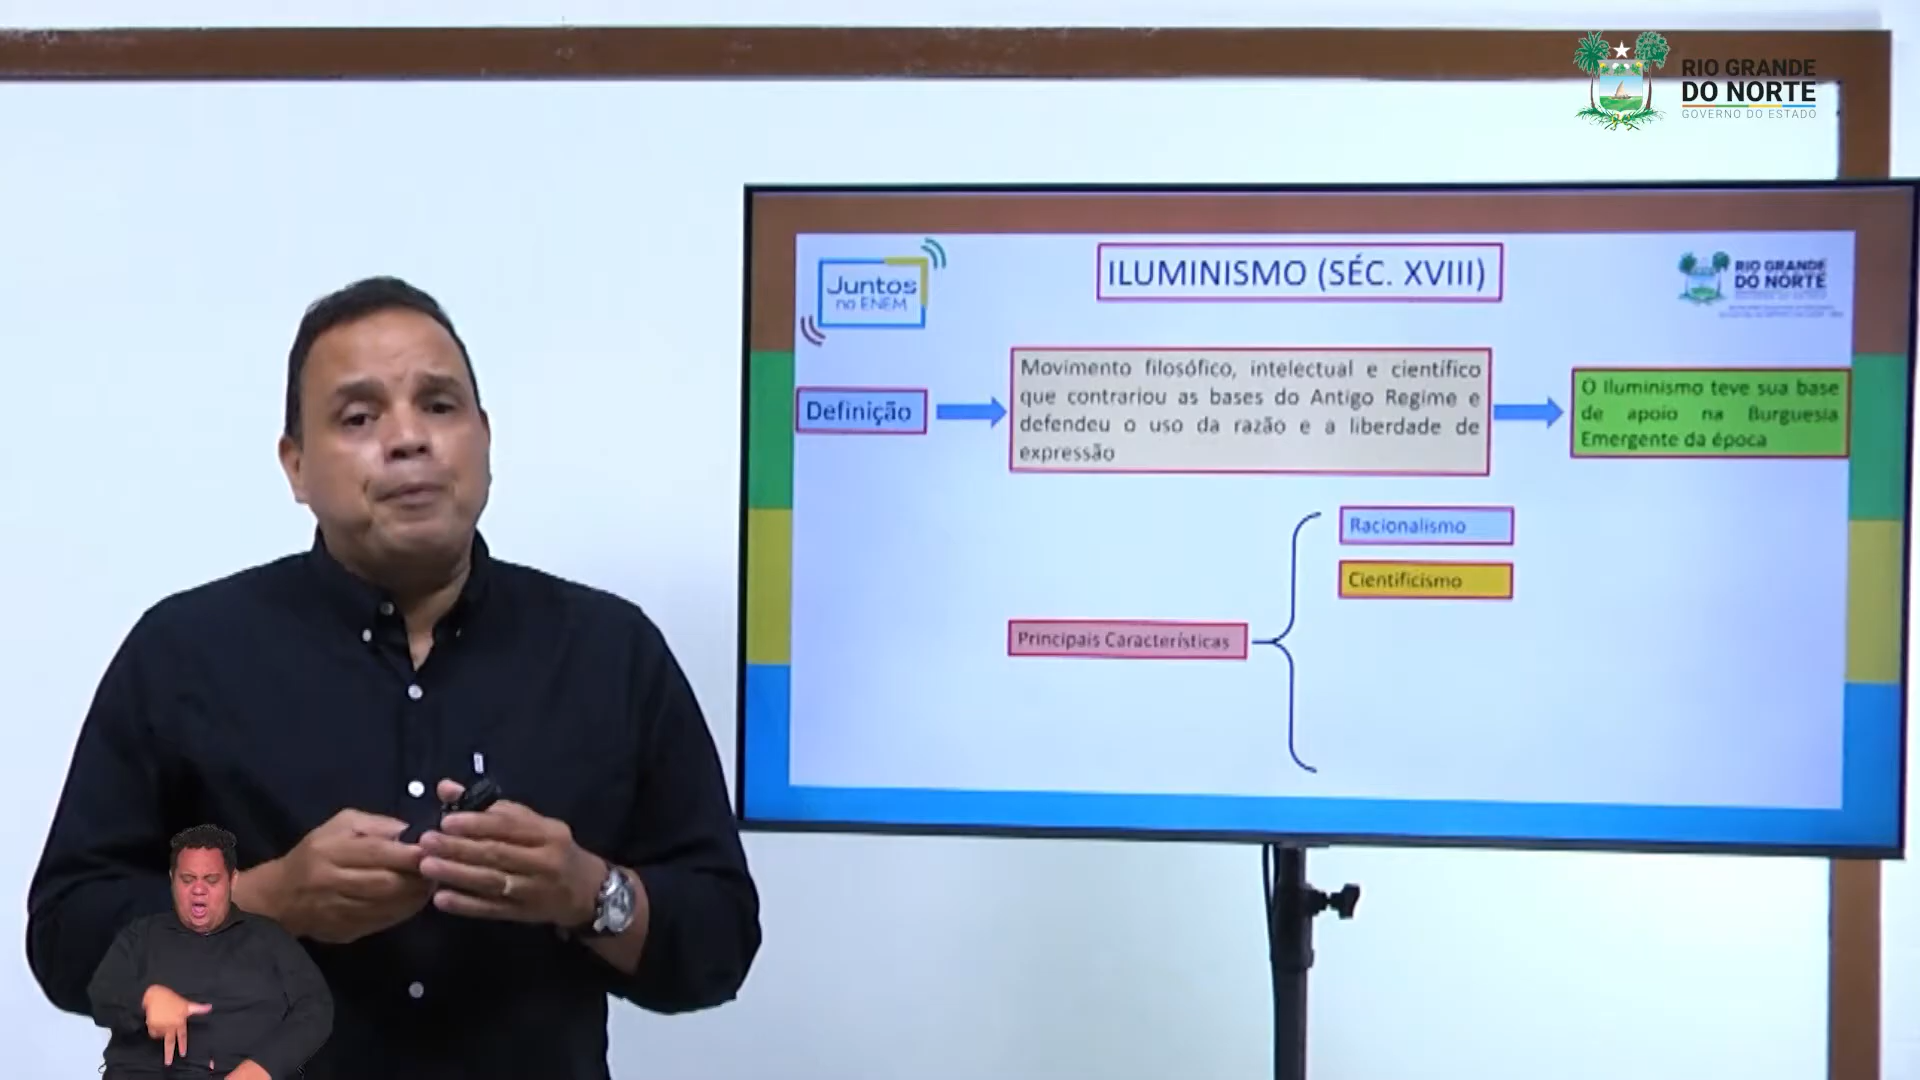 RIO GRANDE
DO NORTE
GOVERNO DO ESTADO
Juntos
no ENEM
ILUMINISMO (SÉC. XVIII)
RIO GRANDE
DO NORTE
Definição
Movimento filosófico, intelectual e científico
que contrariou as bases do Antigo Regime e
defendeu o uso da razão e a liberdade de
expressão
O Iluminismo teve sua base
de apoio na Burguesia
Emergente da época
Racionalismo
Cientificismo
Principais Características